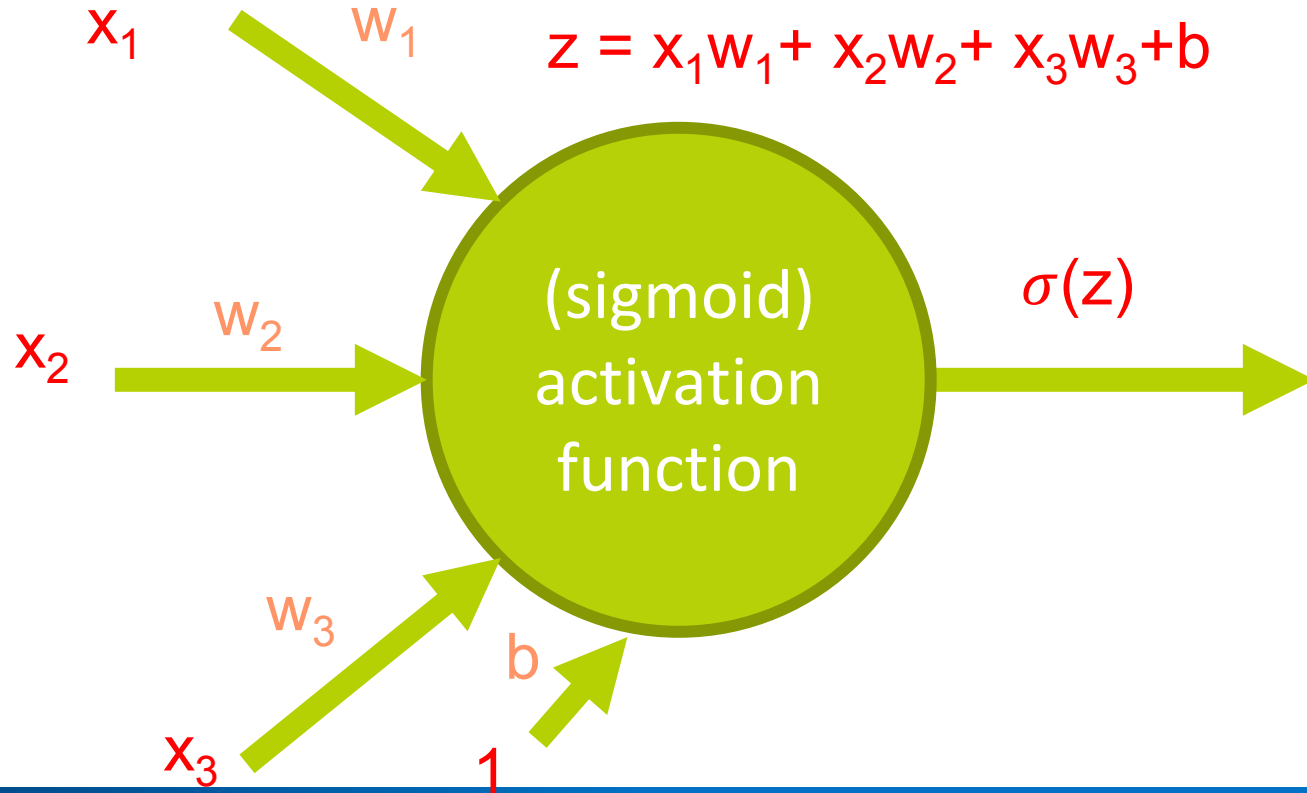 x₁
w₁
z = x₁w₁+ x₂w₂+ x₃w₃+b
(sigmoid)
activation
function
σ(z)
w₂
x₂
w₃
b
x₃
1